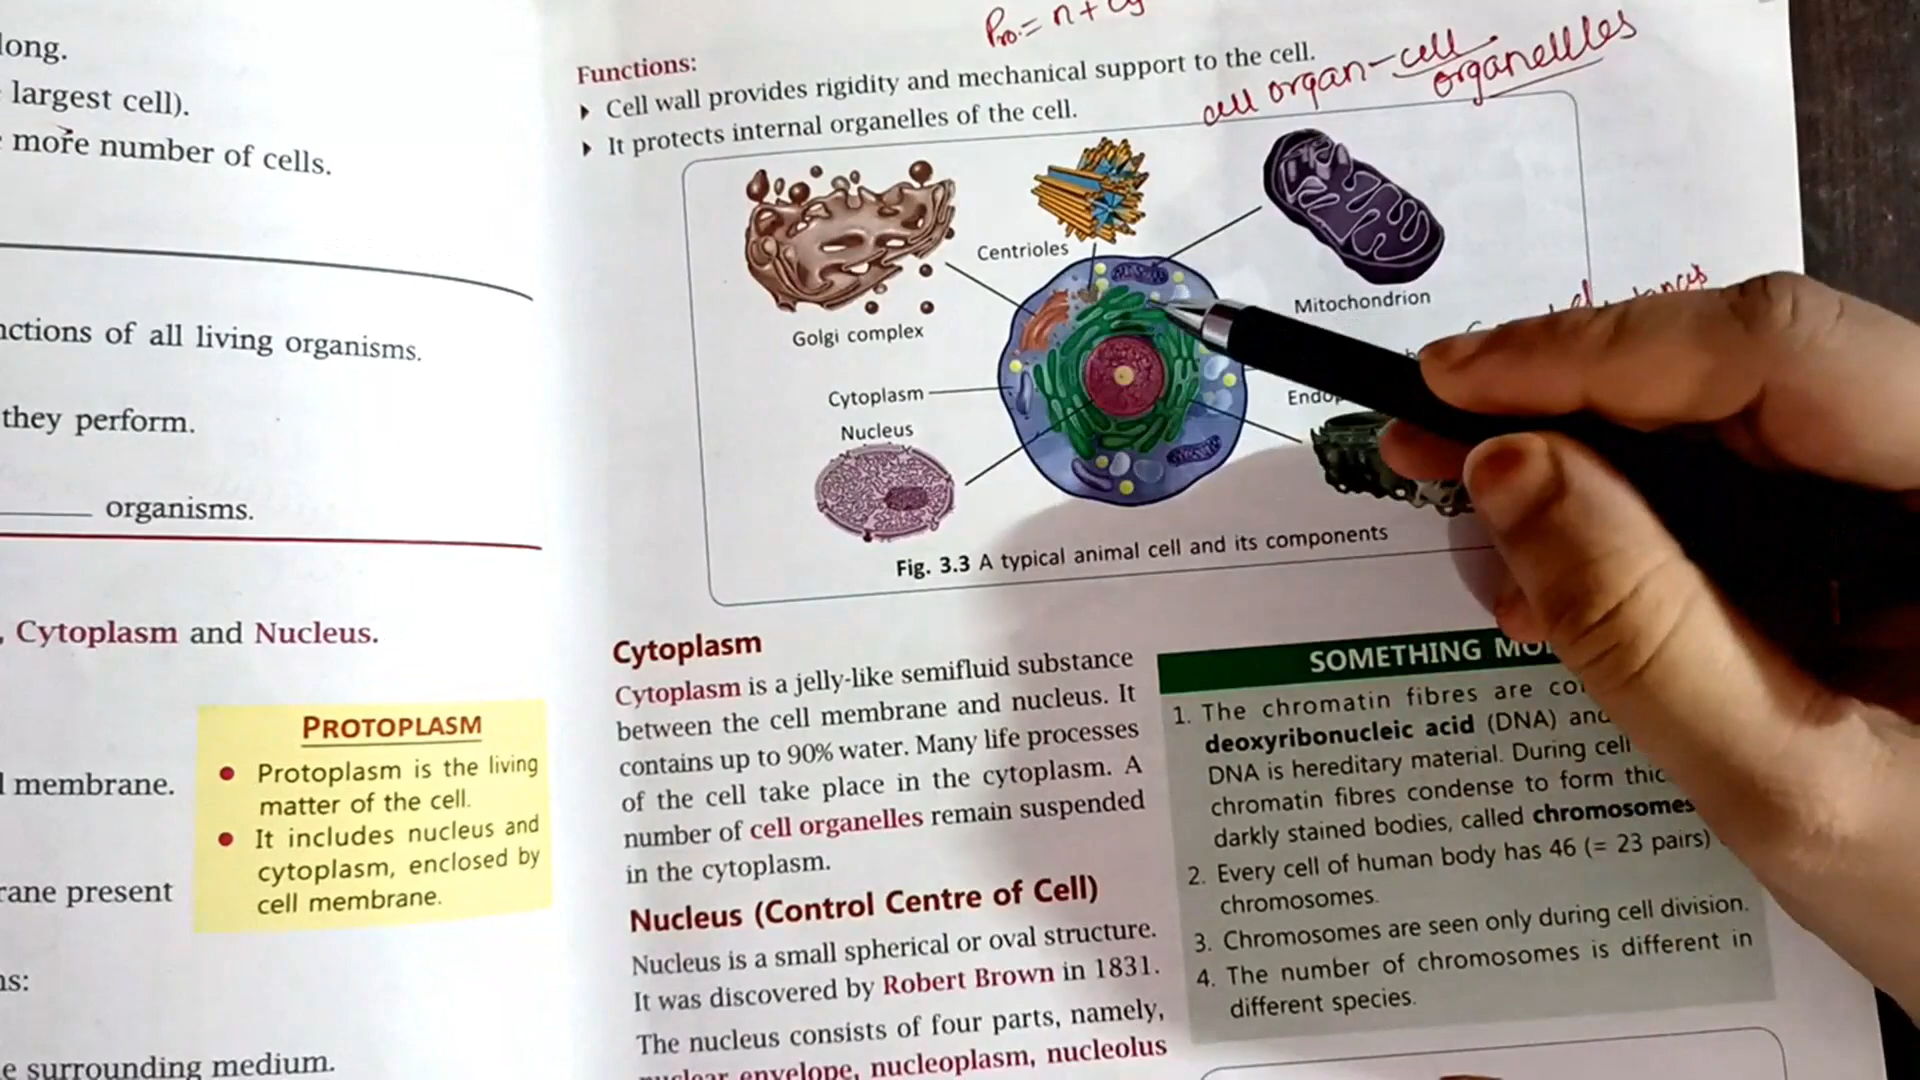 long.
largest cell).
more number of cells.
nctions of all living organisms.
they perform.
organisms.
, Cytoplasm and Nucleus.
PROTOPLASM
● Protoplasm is the living
matter of the cell.
● It includes nucleus and
cytoplasm, enclosed by
cell membrane.
l membrane.
rane present
ns:
e surrounding medium.
Pro. = n + cy
Functions:
Cell wall provides rigidity and mechanical support to the cell.
It protects internal organelles of the cell.
cell organ - cell
organellles
Centrioles
Golgi complex
Mitochondrion
Cytoplasm
Nucleus
Endo
Fig. 3.3 A typical animal cell and its components
Cytoplasm
Cytoplasm is a jelly-like semifluid substance
between the cell membrane and nucleus. It
contains up to 90% water. Many life processes
of the cell take place in the cytoplasm. A
number of cell organelles remain suspended
in the cytoplasm.
Nucleus (Control Centre of Cell)
Nucleus is a small spherical or oval structure.
It was discovered by Robert Brown in 1831.
The nucleus consists of four parts, namely,
nuclear envelope, nucleoplasm, nucleolus
SOMETHING MO
1. The chromatin fibres are co
deoxyribonucleic acid (DNA) and
DNA is hereditary material. During cell
chromatin fibres condense to form thic
darkly stained bodies, called chromosomes
2. Every cell of human body has 46 (= 23 pairs)
chromosomes.
3. Chromosomes are seen only during cell division.
4. The number of chromosomes is different in
different species.